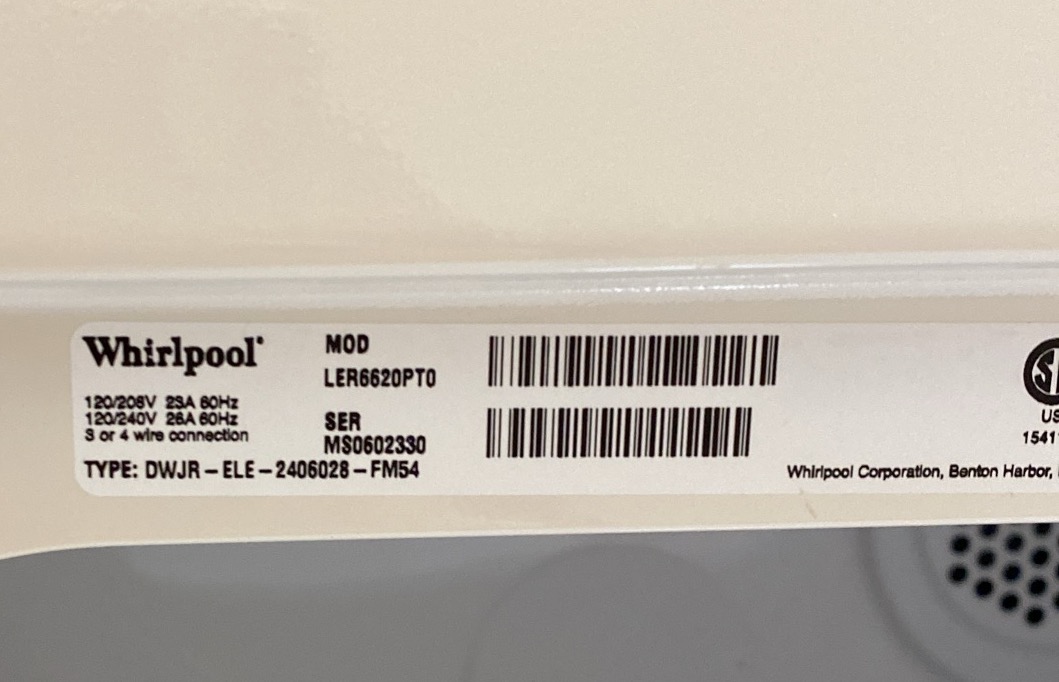 Whirlpool
120/208V 23A 60Hz
120/240V 26A 60Hz
3 or 4 wire connection
TYPE: DWJR-ELE-2406028-FM54
MOD
LER6620PT0
SER
MS0602330
US
1541
Whirlpool Corporation, Benton Harbor,